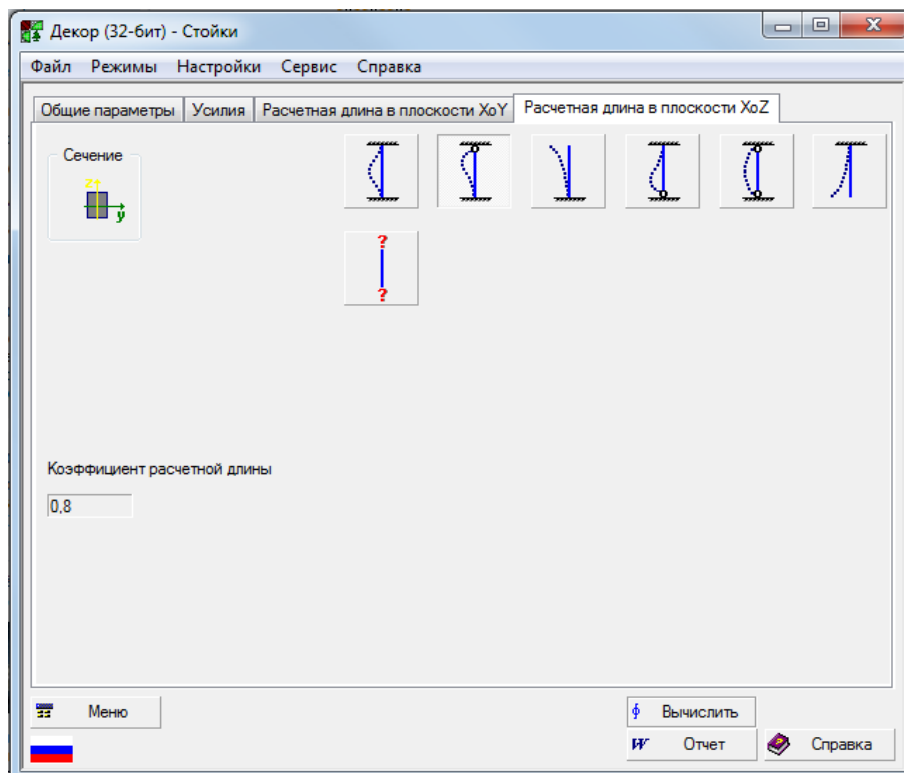 Декор (32-бит) - Стойки
Файл Режимы Настройки Сервис Справка
Общие параметры Усилия Расчетная длина в плоскости XoY Расчетная длина в плоскости XoZ
Сечение
z
y
?
?
Коэффициент расчетной длины
0,8
Меню
Вычислить
W Отчет ? Справка